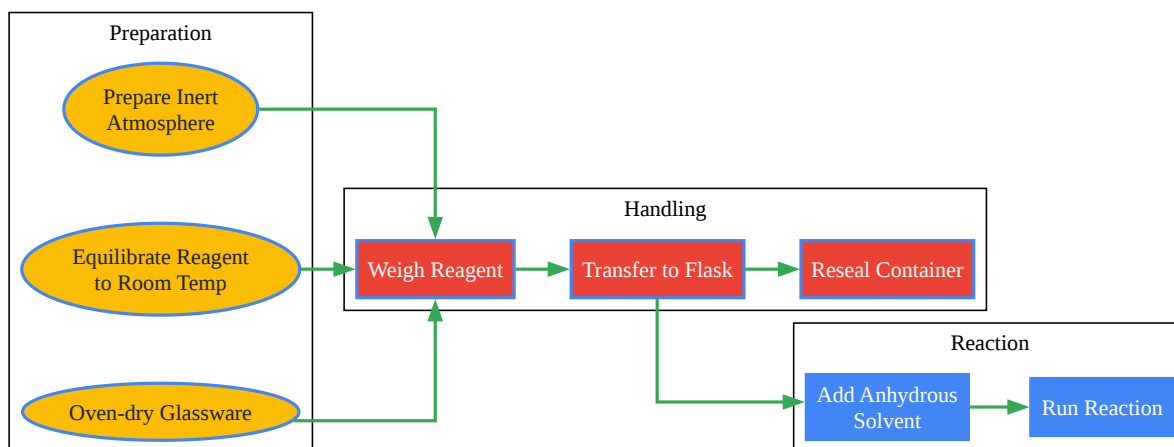 Preparation
Prepare Inert
Atmosphere
Equilibrate Reagent
to Room Temp
Oven-dry Glassware
Handling
Weigh Reagent
Transfer to Flask
Reseal Container
Reaction
Add Anhydrous
Solvent
Run Reaction